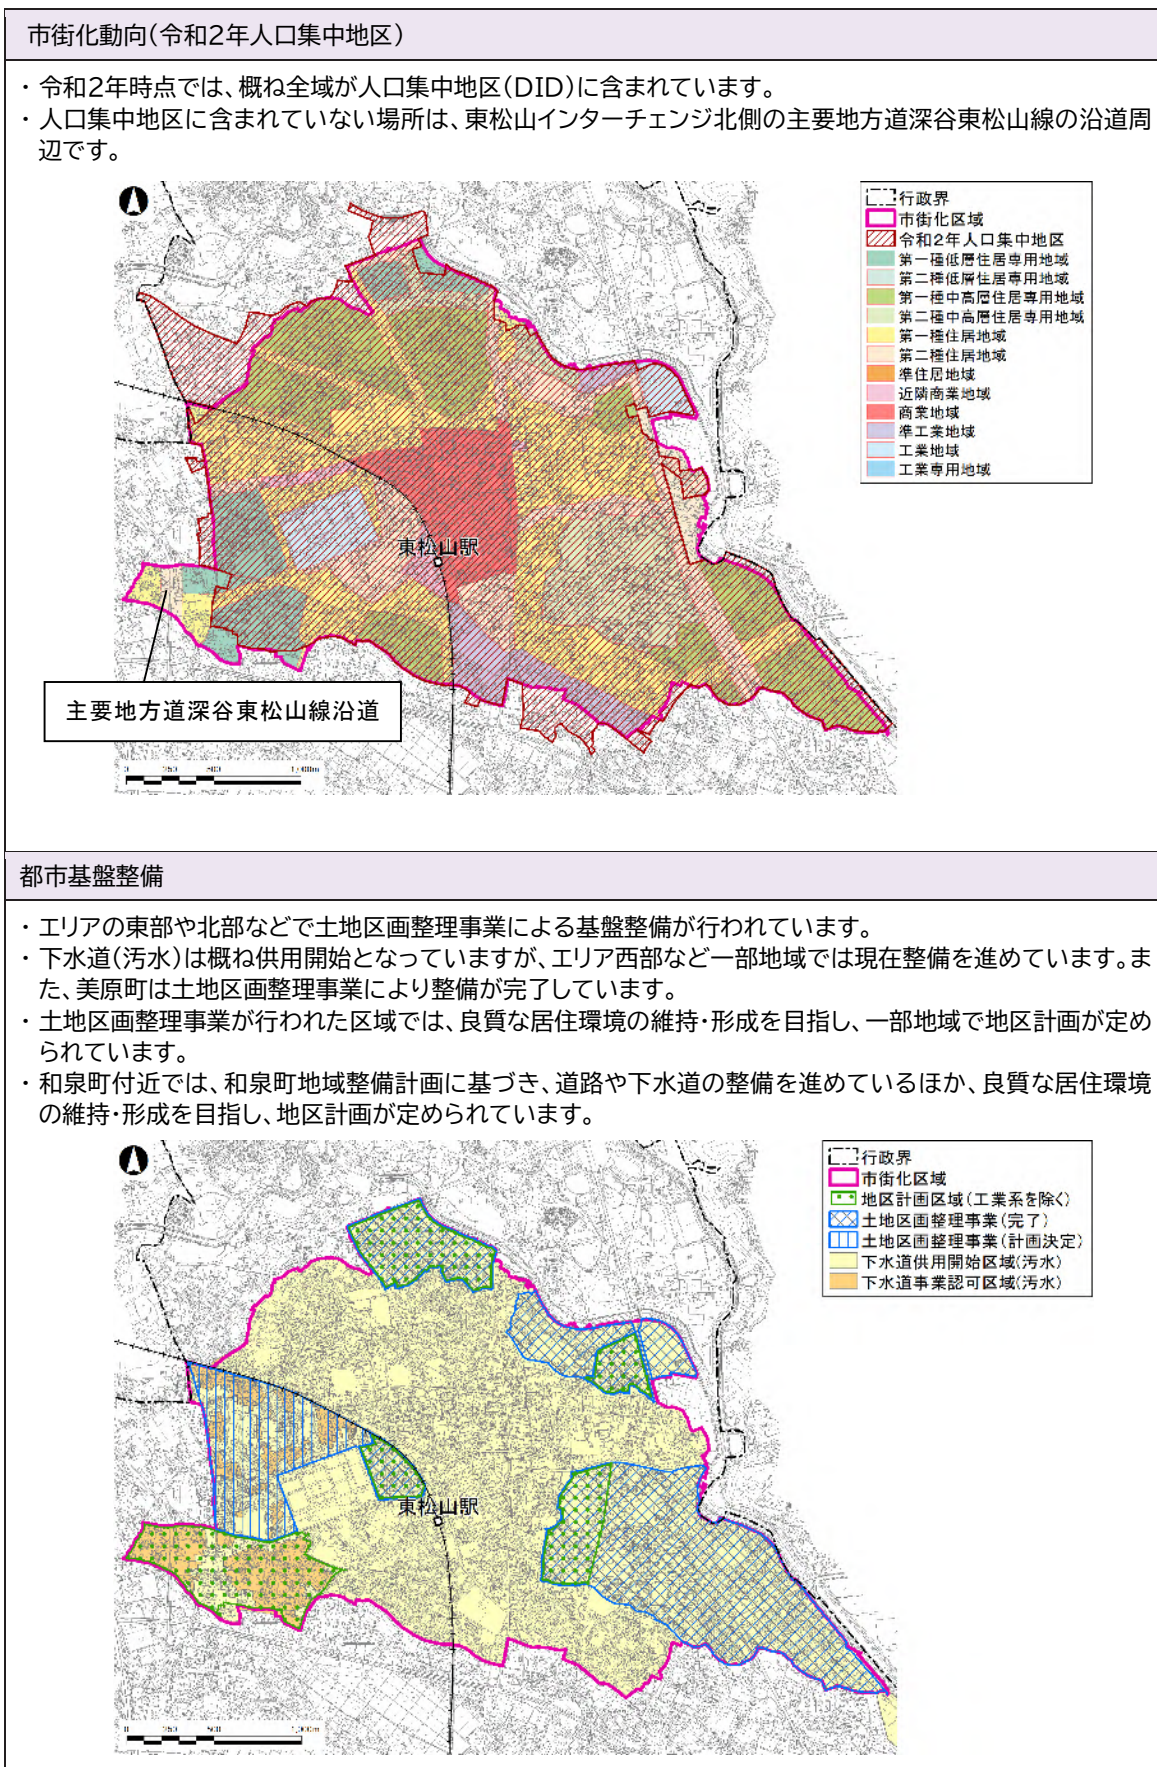 市街化動向(令和2年人口集中地区)
・令和2年時点では、概ね全域が人口集中地区(DID)に含まれています。
・人口集中地区に含まれていない場所は、東松山インターチェンジ北側の主要地方道深谷東松山線の沿道周
辺です。
行政界
市街化区域
令和2年人口集中地区
第一種低層住居専用地域
第二種低層住居専用地域
第一種中高層住居専用地域
第二種中高層住居専用地域
第一種住居地域
第二種住居地域
準住居地域
近隣商業地域
商業地域
準工業地域
工業地域
工業専用地域
東松山駅
主要地方道深谷東松山線沿道
0 250 500 1,000m
都市基盤整備
・エリアの東部や北部などで土地区画整理事業による基盤整備が行われています。
・下水道(汚水)は概ね供用開始となっていますが、エリア西部など一部地域では現在整備を進めています。ま
た、美原町は土地区画整理事業により整備が完了しています。
・土地区画整理事業が行われた区域では、良質な居住環境の維持・形成を目指し、一部地域で地区計画が定め
られています。
・和泉町付近では、和泉町地域整備計画に基づき、道路や下水道の整備を進めているほか、良質な居住環境
の維持・形成を目指し、地区計画が定められています。
行政界
市街化区域
地区計画区域(工業系を除く)
土地区画整理事業(完了)
土地区画整理事業(計画決定)
下水道供用開始区域(汚水)
下水道事業認可区域(汚水)
東松山駅
0 250 500 1,000m